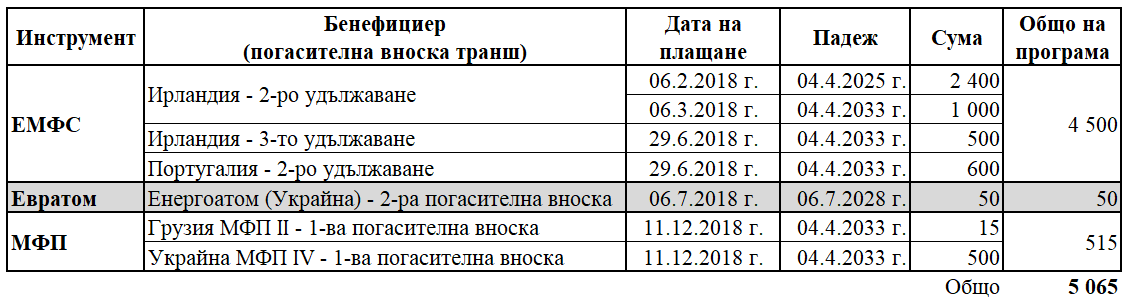 Инструмент Бенефициер (погасителна вноска транш) Дата на плащане Падеж Сума Общо на програма
ЕМФС Ирландия - 2-ро удължаване 06.2.2018 г. 04.4.2025 г. 2 400 4 500
06.3.2018 г. 04.4.2033 г. 1 000
Ирландия - 3-то удължаване 29.6.2018 г. 04.4.2033 г. 500
Португалия - 2-ро удължаване 29.6.2018 г. 04.4.2033 г. 600
Евратом Енергоатом (Украйна) - 2-ра погасителна вноска 06.7.2018 г. 06.7.2028 г. 50 50
МФП Грузия МФП II - 1-ва погасителна вноска 11.12.2018 г. 04.4.2033 г. 15 515
Украйна МФП IV - 1-ва погасителна вноска 11.12.2018 г. 04.4.2033 г. 500
Общо 5 065